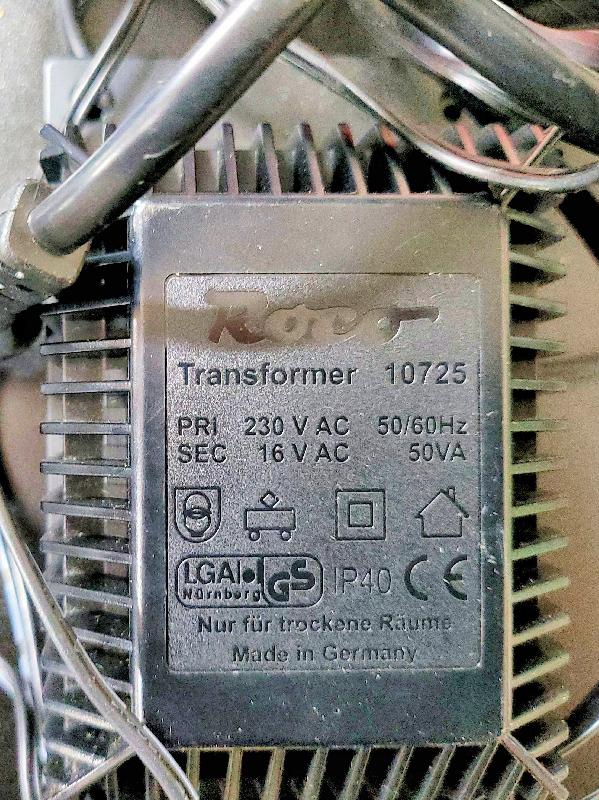 Roco
Transformer 10725
PRI 230 V AC 50/60Hz
SEC 16 V AC 50VA
LGA Nürnberg GS IP40 CE
Nur für trockene Räume
Made in Germany